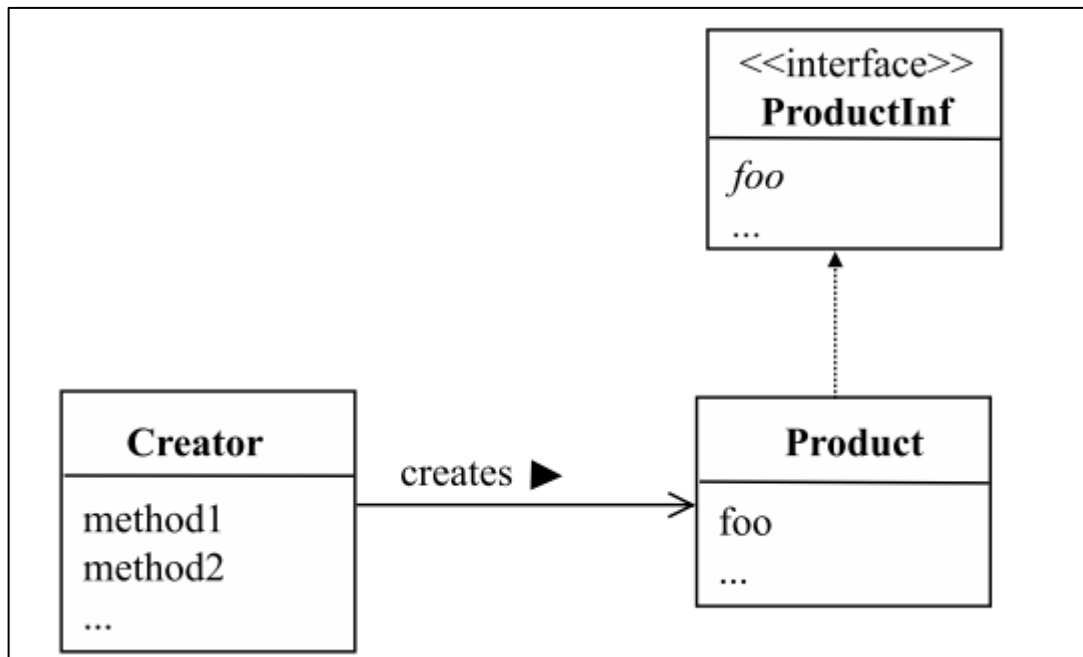 <<interface>>
ProductInf
foo
...
Creator
method1
method2
...
creates ▶
Product
foo
...